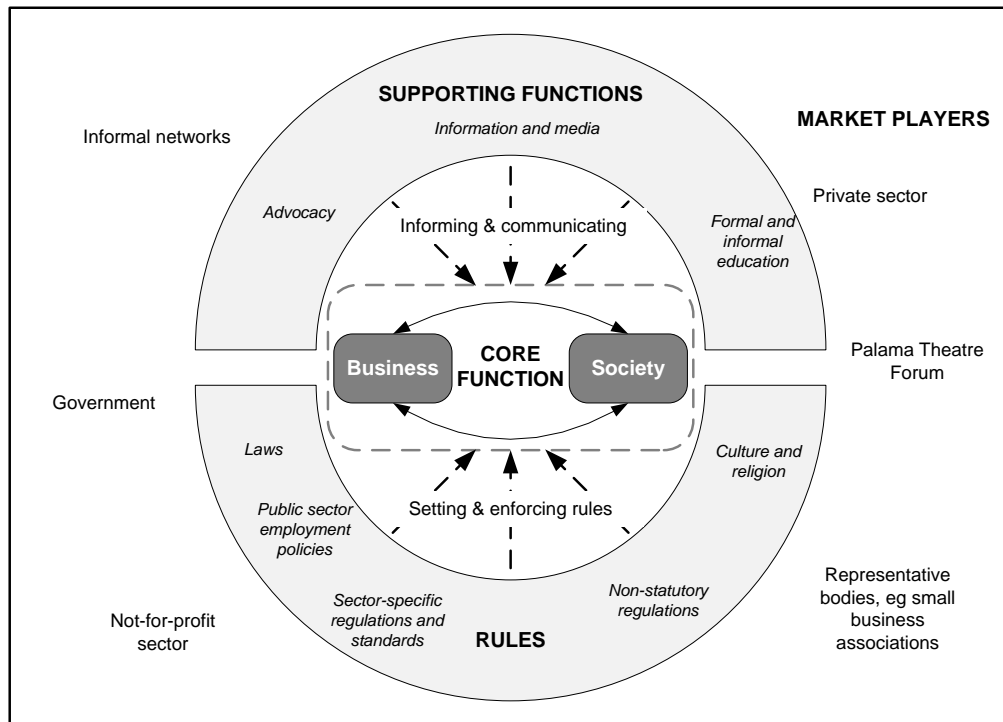 SUPPORTING FUNCTIONS
Information and media
MARKET PLAYERS
Informal networks
Private sector
Advocacy
Informing & communicating
Formal and
informal
education
Business
CORE
FUNCTION
Society
Palama Theatre
Forum
Government
Laws
Culture and
religion
Public sector
employment
policies
Setting & enforcing rules
Sector-specific
regulations and
standards
Non-statutory
regulations
RULES
Not-for-profit
sector
Representative
bodies, eg small
business
associations